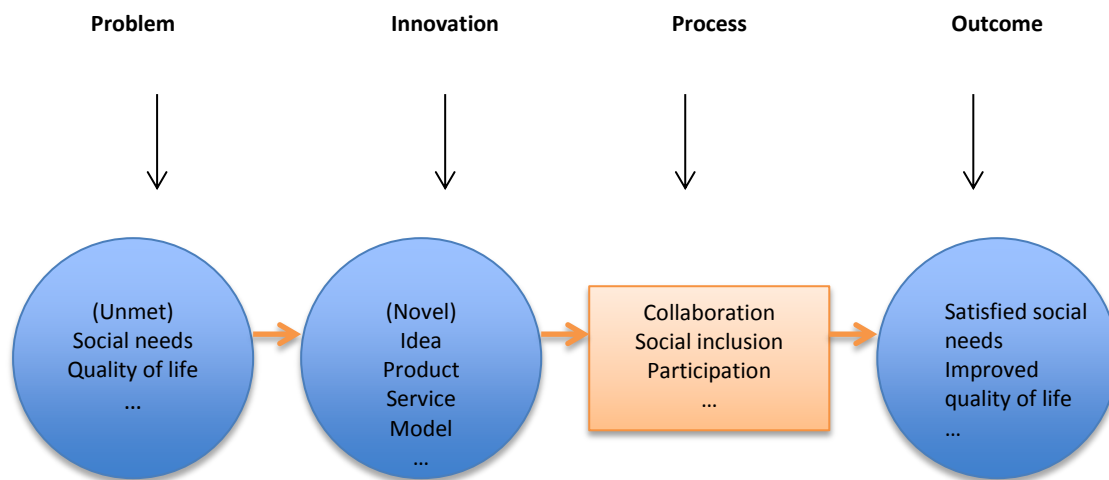 Problem
Innovation
Process
Outcome
(Unmet)
Social needs
Quality of life
…
(Novel)
Idea
Product
Service
Model
…
Collaboration
Social inclusion
Participation
…
Satisfied social
needs
Improved
quality of life
…